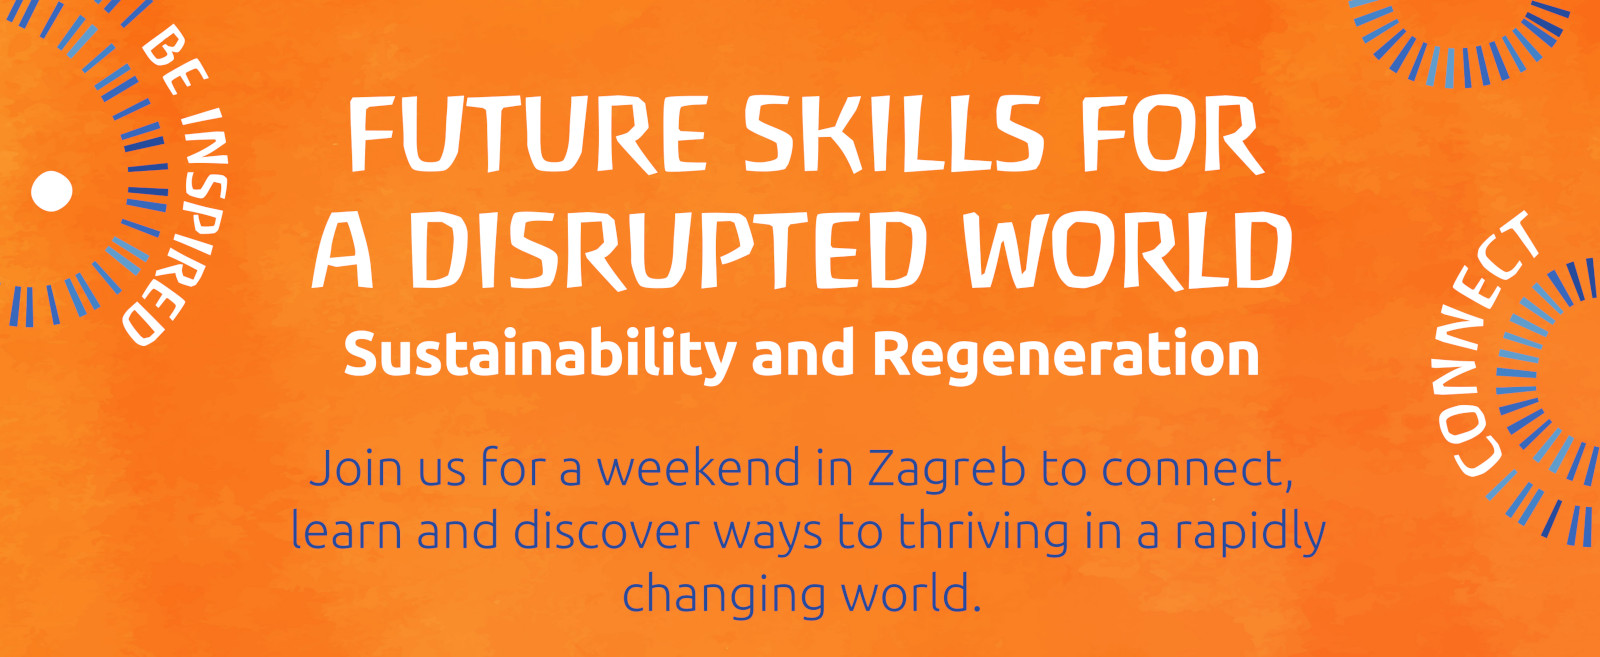 BE INSPIRED
FUTURE SKILLS FOR
A DISRUPTED WORLD
Sustainability and Regeneration
CONNECT
Join us for a weekend in Zagreb to connect,
learn and discover ways to thriving in a rapidly
changing world.